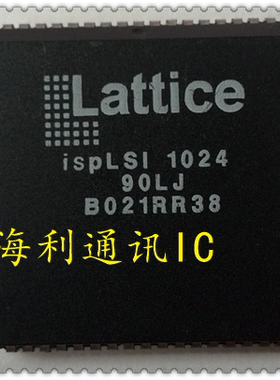 Lattice
ispLSI 1024
90LJ
B021RR38
海利通讯IC